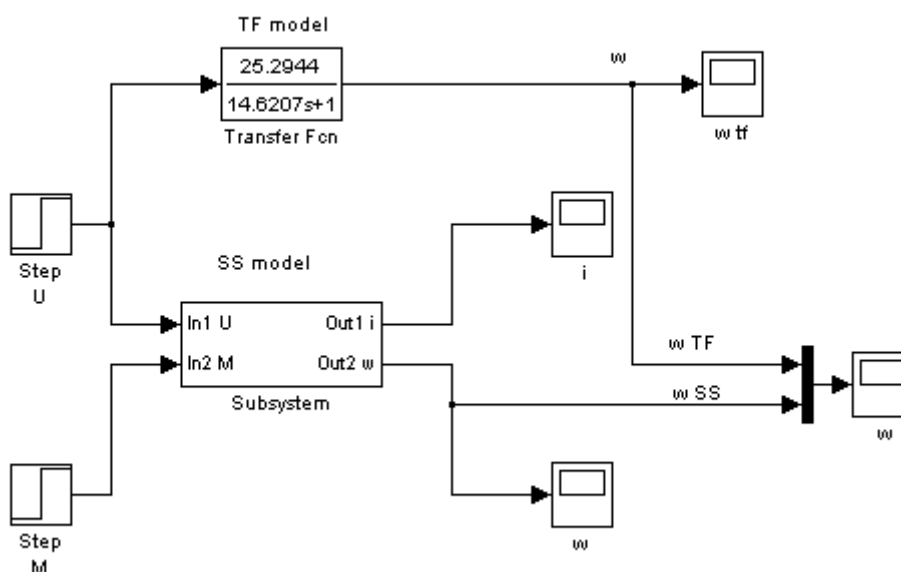 TF model
25.2944
14.6207s+1
Transfer Fcn
w
w tf
Step
U
SS model
i
In1 U
Out1 i
In2 M
Out2 w
Subsystem
w TF
w SS
w
Step
M
w